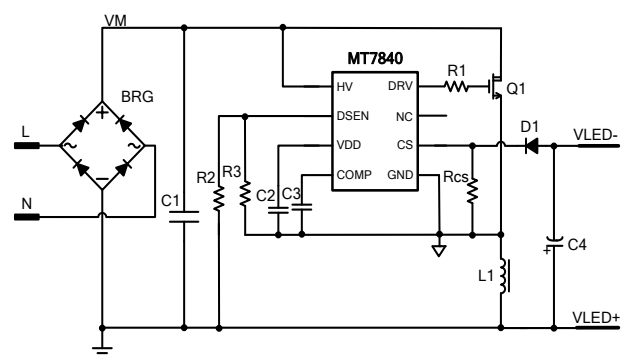 VM
MT7840
BRG
HV
DRV
R1
Q1
DSEN
NC
L
VDD
CS
D1
VLED-
COMP
GND
N
C1
R2
R3
C2
C3
Rcs
L1
C4
VLED+